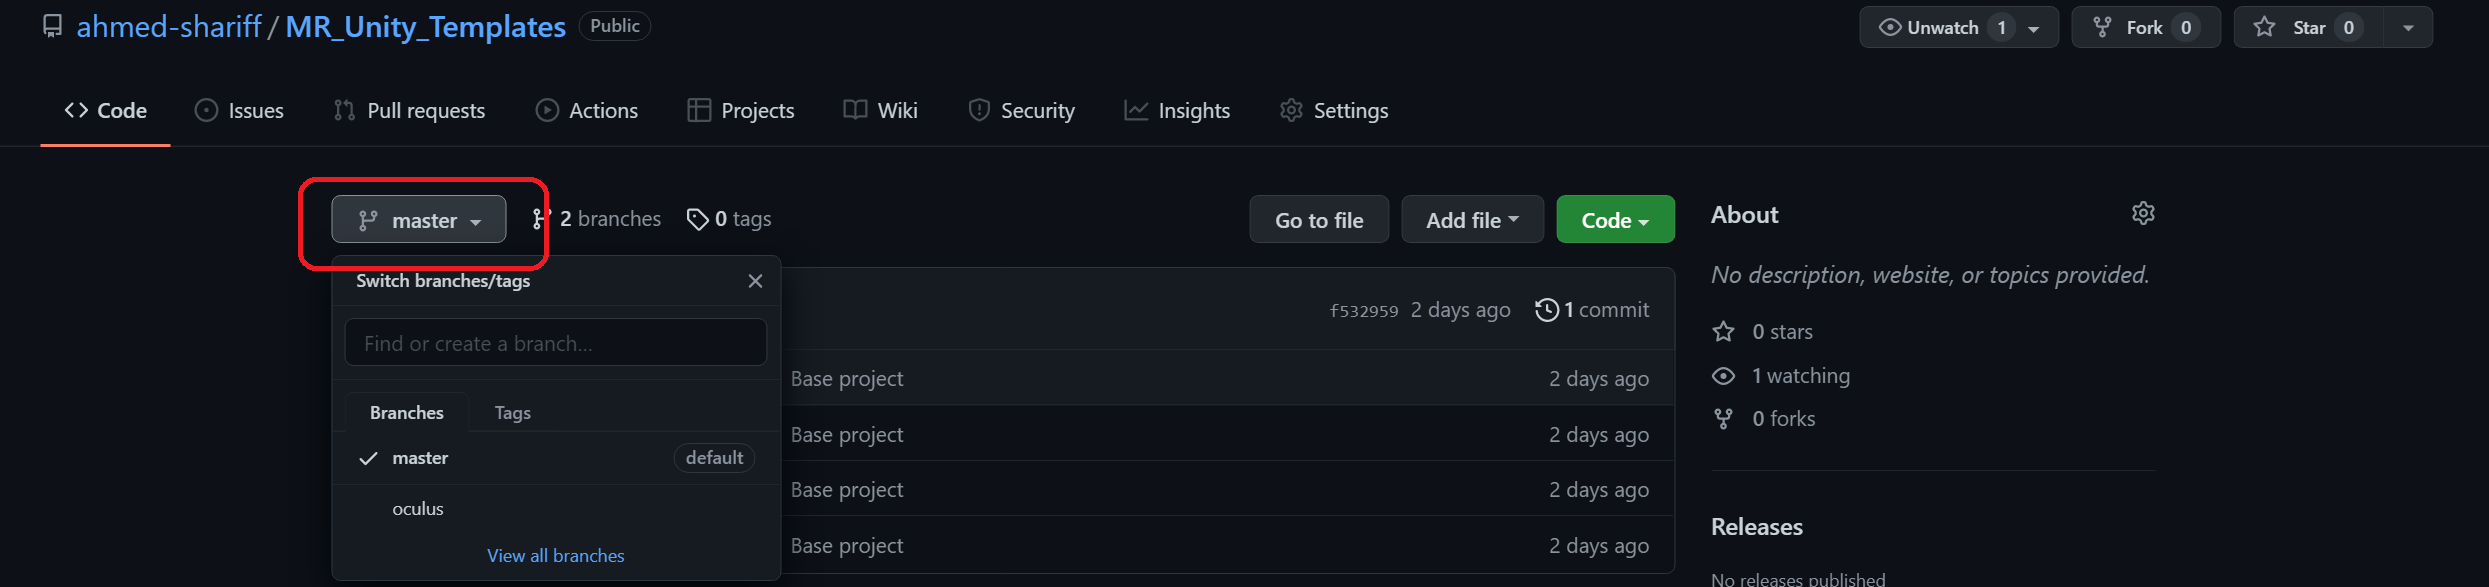 ahmed-shariff / MR_Unity_Templates Public
Unwatch 1 Fork 0 Star 0
Code Issues Pull requests Actions Projects Wiki Security Insights Settings
master 2 branches 0 tags
Go to file Add file Code
Switch branches/tags
Find or create a branch...
Branches Tags
master default
oculus
View all branches
f532959 2 days ago 1 commit
Base project 2 days ago
Base project 2 days ago
Base project 2 days ago
Base project 2 days ago
About
No description, website, or topics provided.
0 stars
1 watching
0 forks
Releases
No releases published